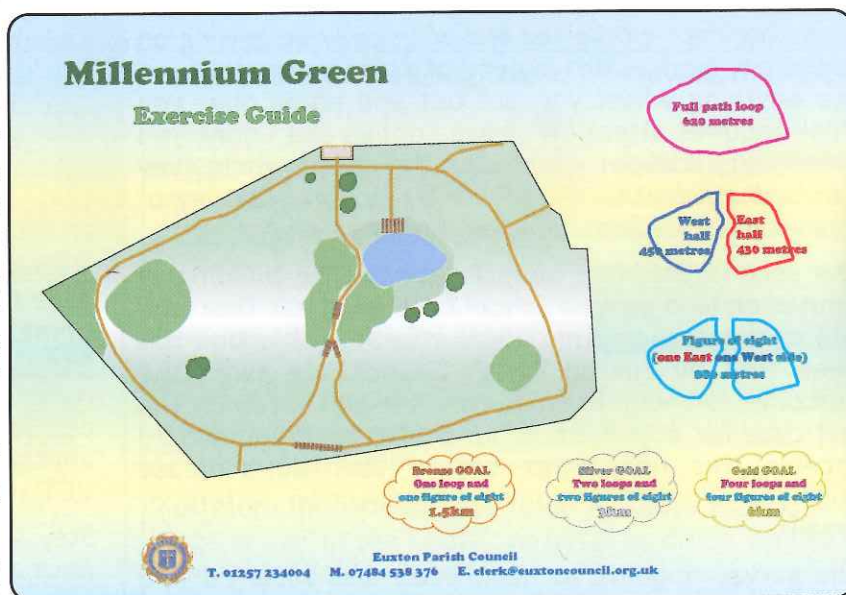 Millennium Green
Exercise Guide
Full path loop
620 metres
West
half
450 metres
East
half
430 metres
Figure of eight
(one East one West side)
880 metres
Bronze GOAL
One loop and
one figure of eight
1.5km
Silver GOAL
Two loops and
two figures of eight
3km
Gold GOAL
Four loops and
four figures of eight
6km
Euxton Parish Council
T. 01257 234004 M. 07484 538 376 E. clerk@euxtoncouncil.org.uk